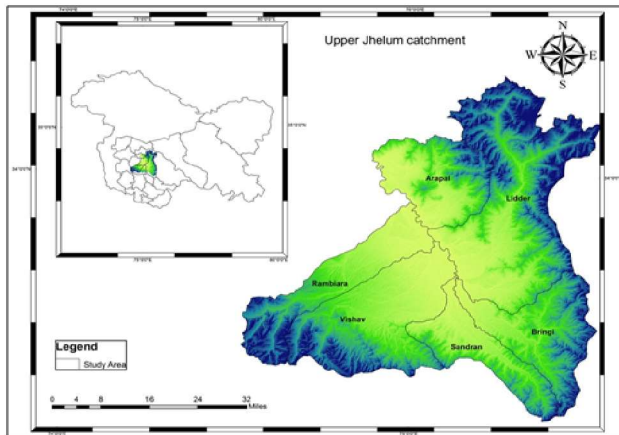 Upper Jhelum catchment
N
W
E
S
Arapal
Lidder
Rambiara
Vishav
Sandran
Bringi
Legend
Study Area
0 4 8 16 24 32
Miles